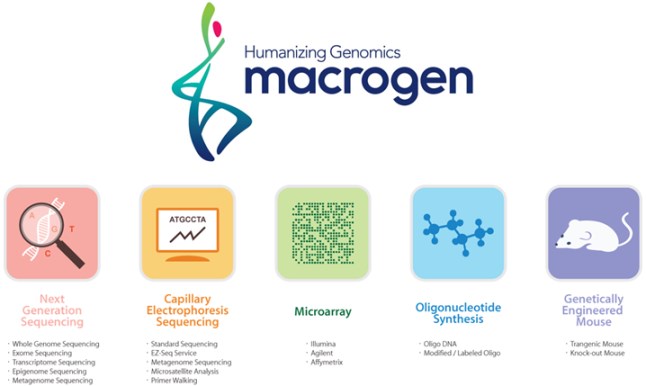 Humanizing Genomics
macrogen
A
G
T
C
ATGCCTA
Next
Generation
Sequencing
· Whole Genome Sequencing
· Exome Sequencing
· Transcriptome Sequencing
· Epigenome Sequencing
· Metagenome Sequencing
Capillary
Electrophoresis
Sequencing
· Standard Sequencing
· EZ-Seq Service
· Metagenome Sequencing
· Microsatellite Analysis
· Primer Walking
Microarray
· Illumina
· Agilent
· Affymetrix
Oligonucleotide
Synthesis
· Oligo DNA
· Modified / Labeled Oligo
Genetically
Engineered
Mouse
· Trangenic Mouse
· Knock-out Mouse